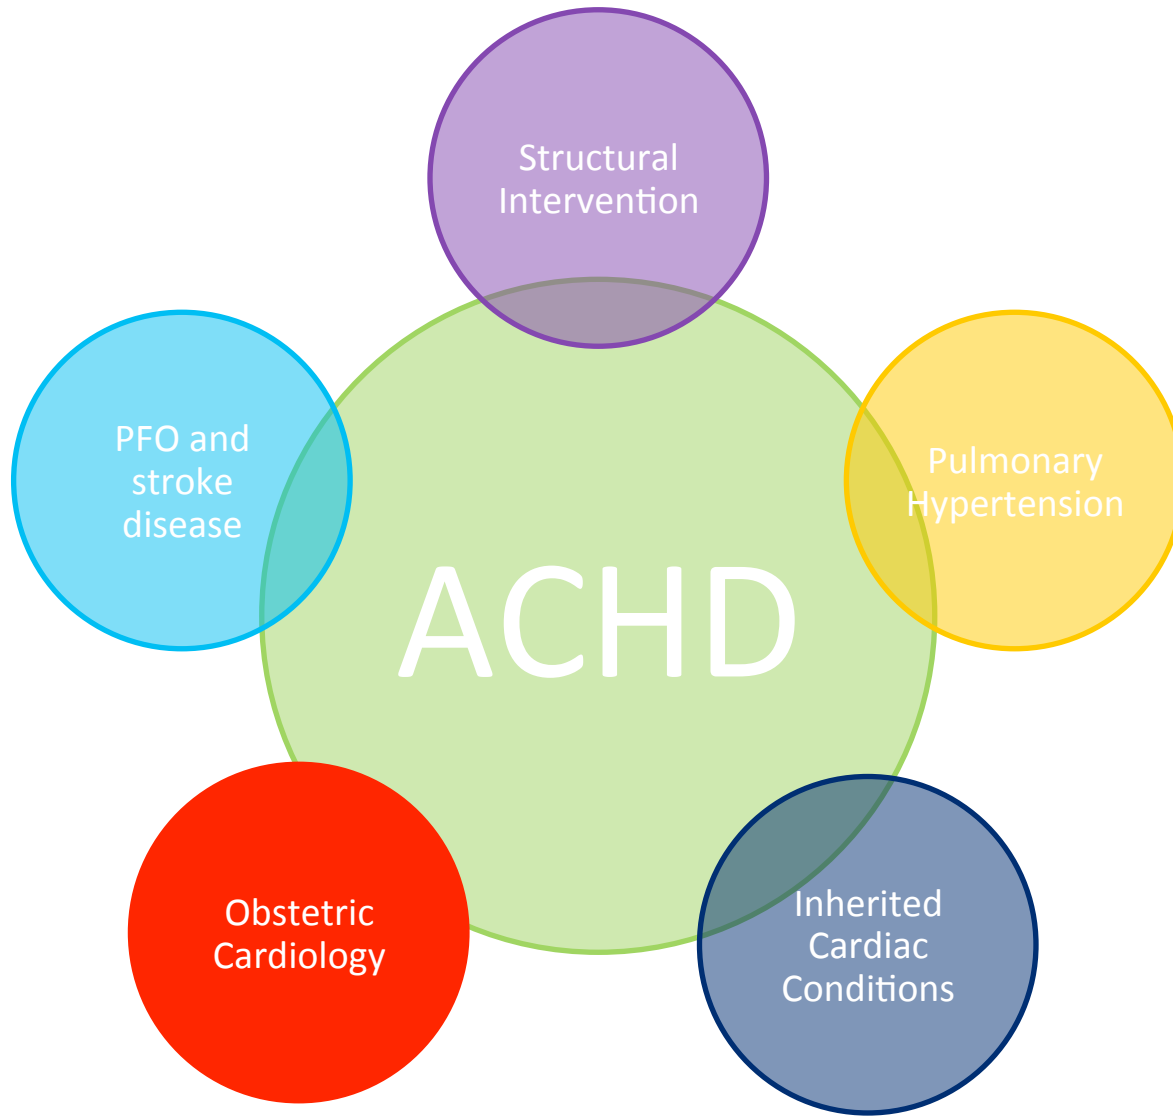 Structural
Intervention
PFO and
stroke
disease
Pulmonary
Hypertension
ACHD
Obstetric
Cardiology
Inherited
Cardiac
Conditions